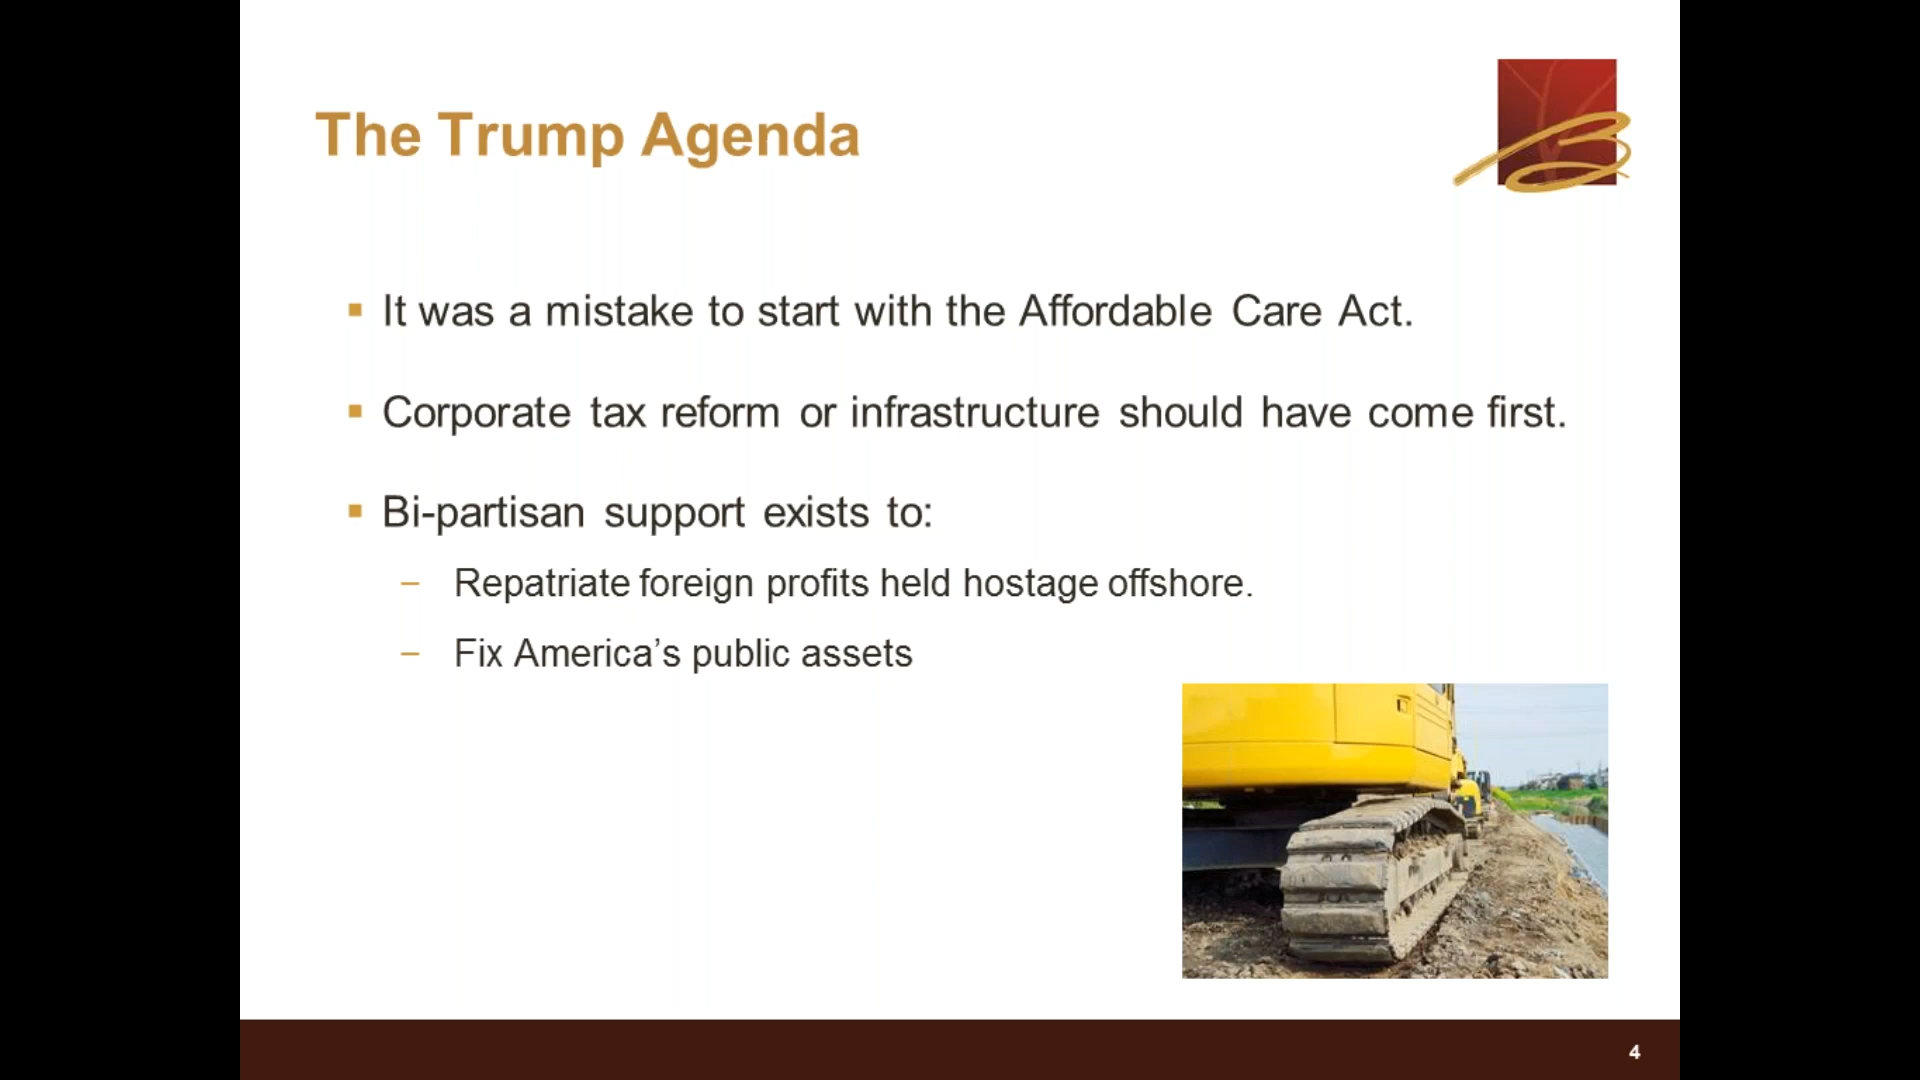 The Trump Agenda
It was a mistake to start with the Affordable Care Act.
Corporate tax reform or infrastructure should have come first.
Bi-partisan support exists to:
– Repatriate foreign profits held hostage offshore.
– Fix America’s public assets
4